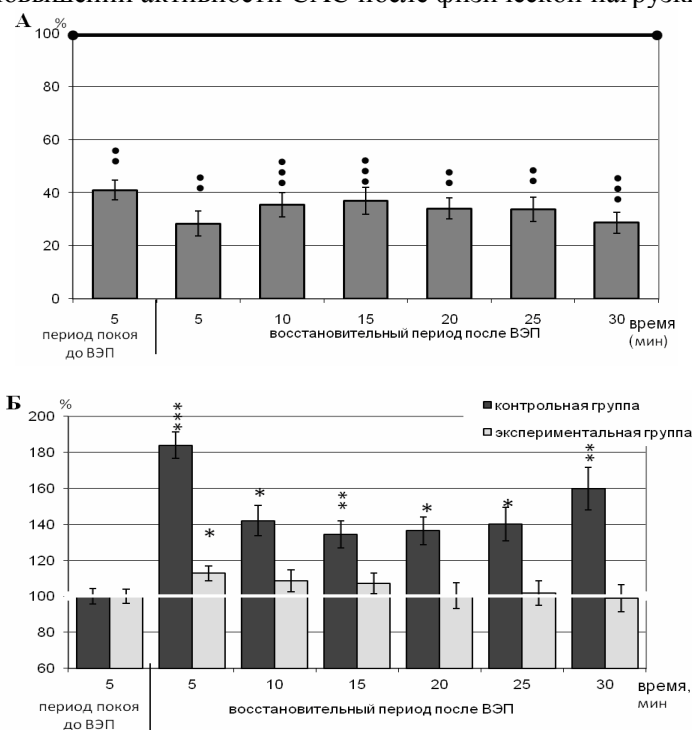 повышении активности САС после физической нагрузки
А
%
100
80
60
40
20
0
5 5 10 15 20 25 30 время
(мин)
период покоя
до ВЭП
восстановительный период после ВЭП
Б
%
контрольная группа
экспериментальная группа
200
180
160
140
120
100
80
60
*** * * ** * * **
5 5 10 15 20 25 30 время,
мин
период покоя
до ВЭП
восстановительный период после ВЭП